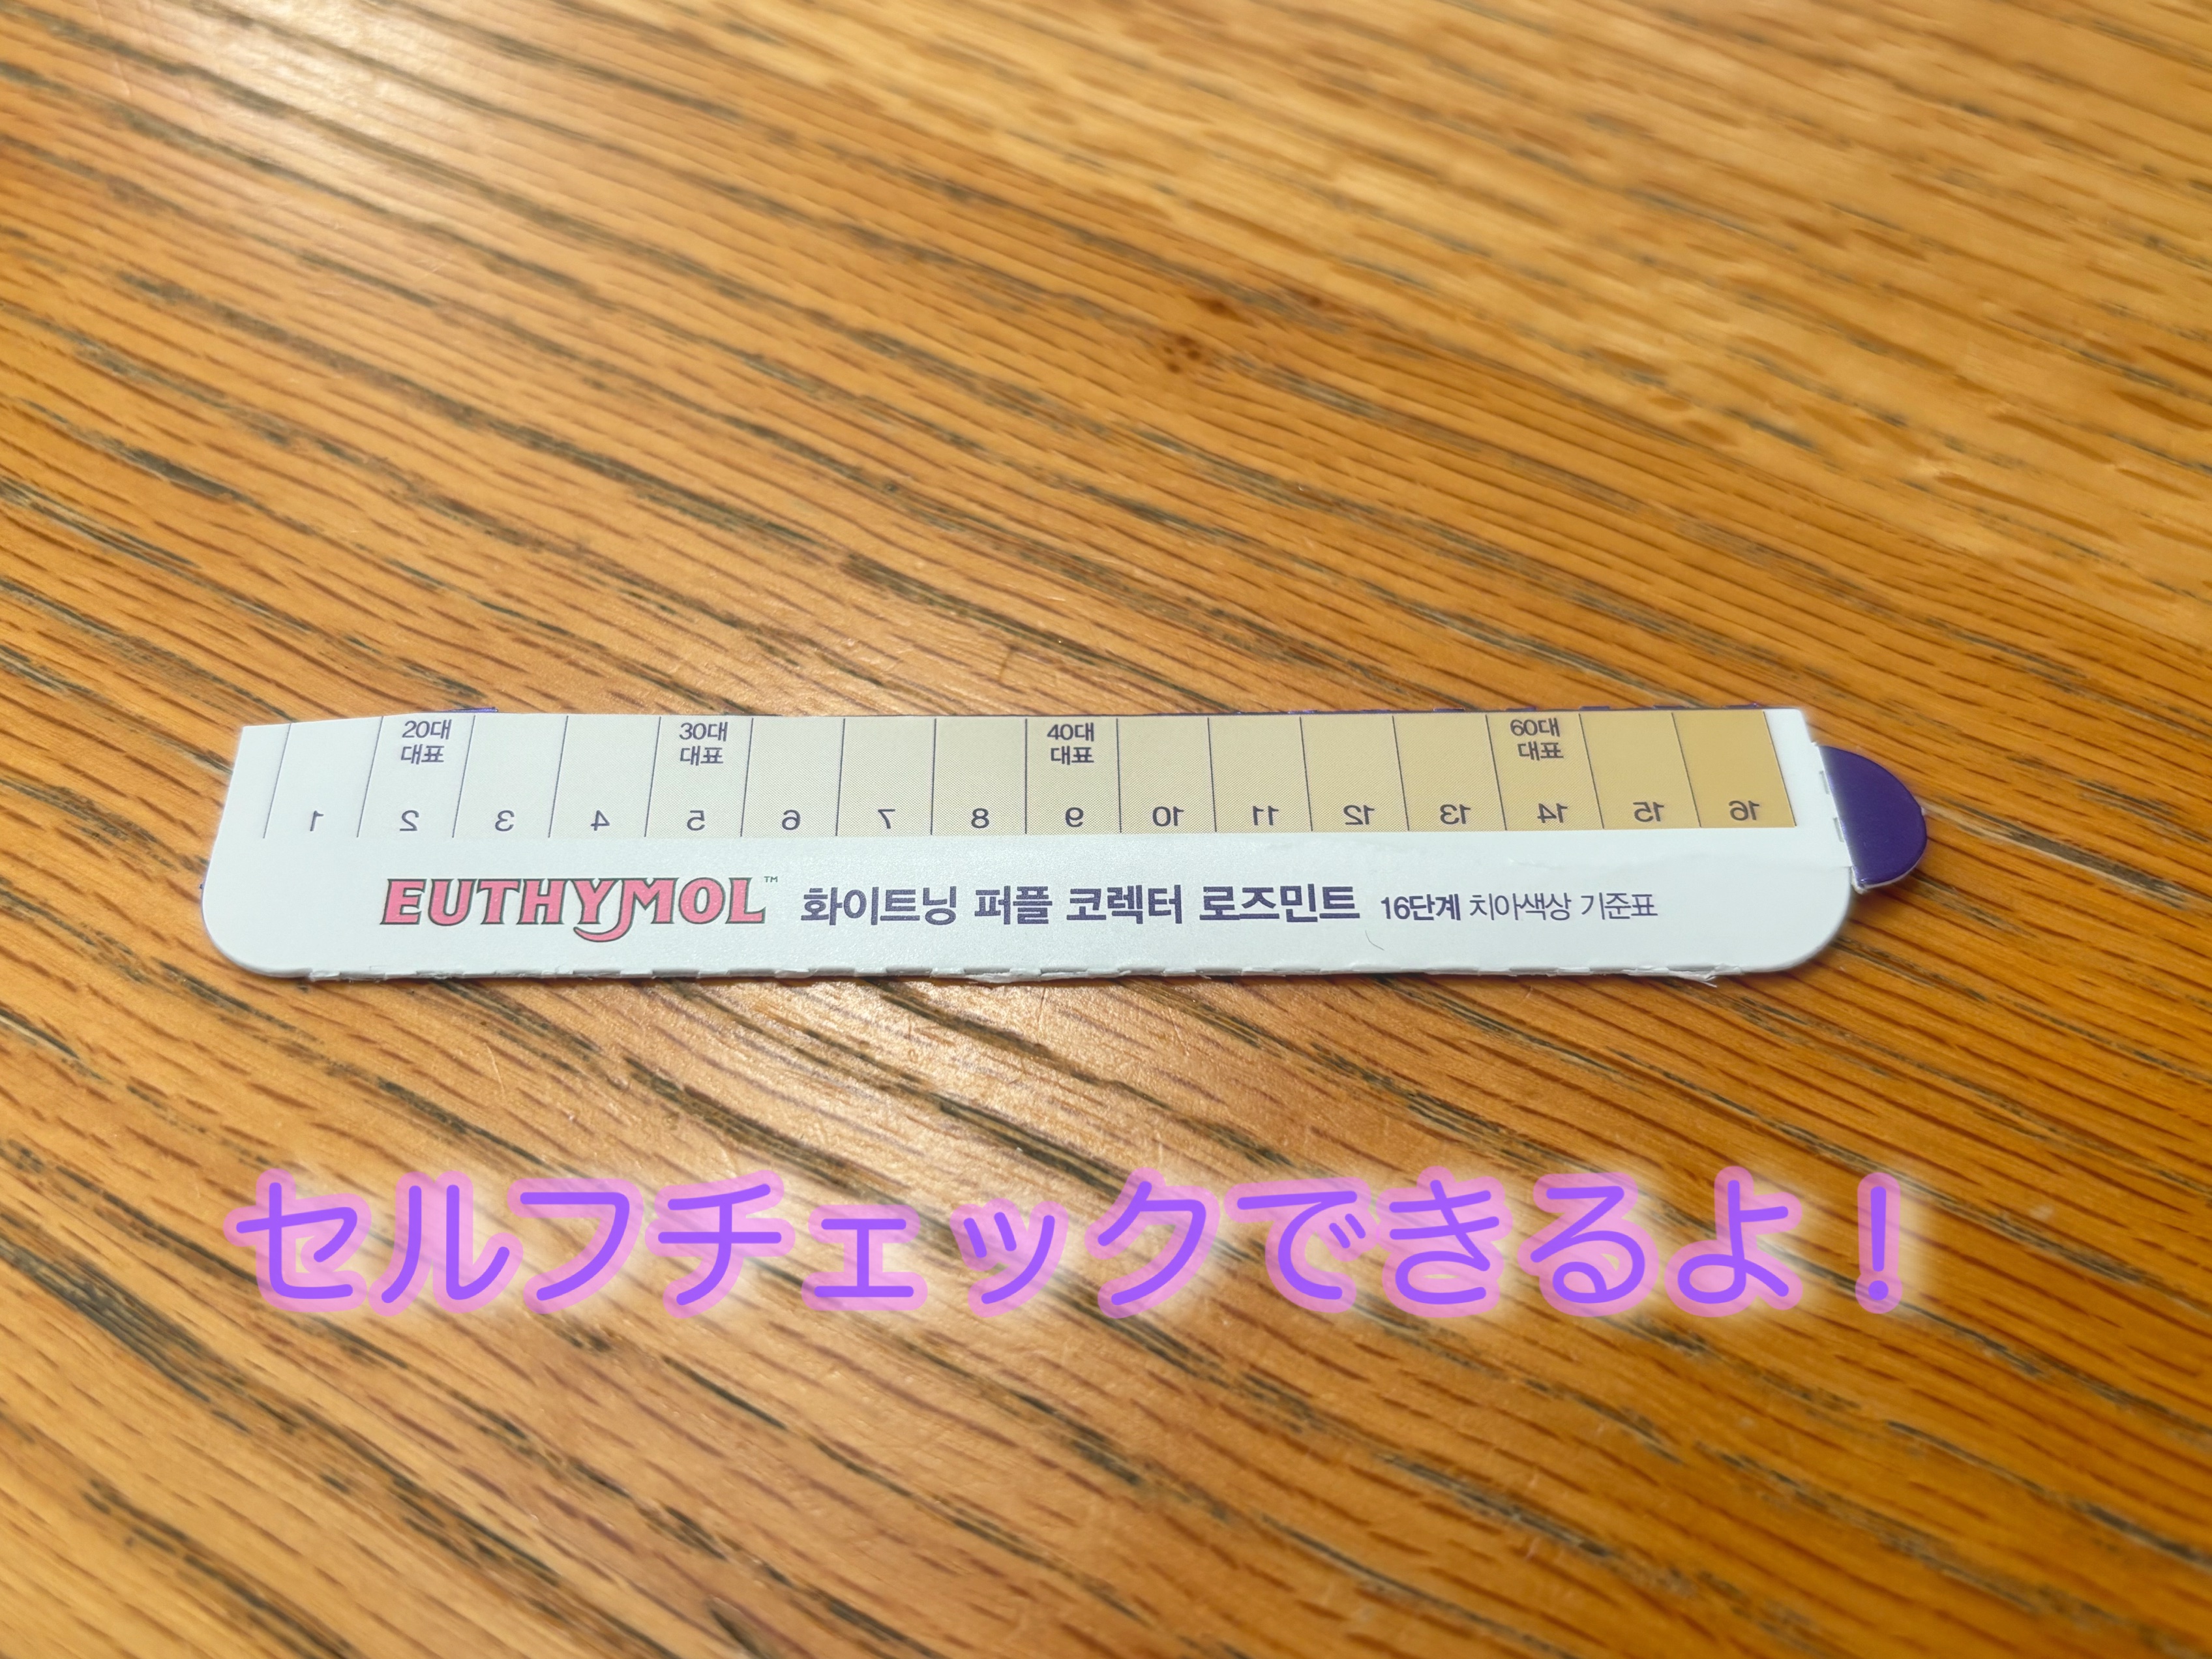 20대 30대 40대 60대
대표 대표 대표 대표
1 2 3 4 5 6 7 8 9 10 11 12 13 14 15 16
EUTHYMOL™ 화이트닝 퍼플 코렉터 로즈민트 16단계 치아색상 기준표
セルフチェックできるよ！